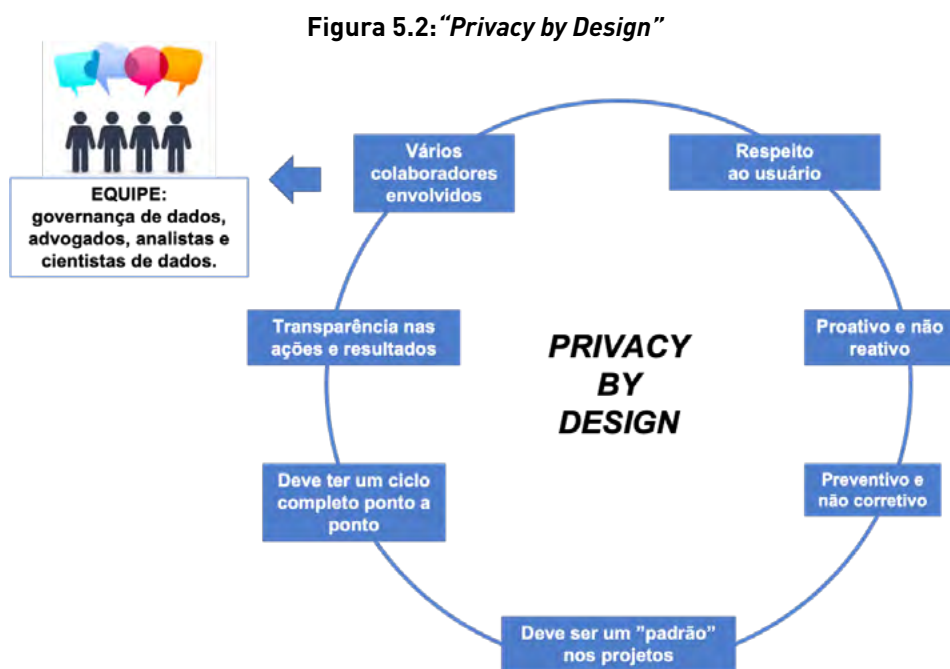 Figura 5.2: "Privacy by Design"
EQUIPE:
governança de dados,
advogados, analistas e
cientistas de dados.
Vários
colaboradores
envolvidos
Respeito
ao usuário
Transparência nas
ações e resultados
PRIVACY
BY
DESIGN
Proativo e não
reativo
Deve ter um ciclo
completo ponto a
ponto
Preventivo e
não corretivo
Deve ser um ”padrão”
nos projetos